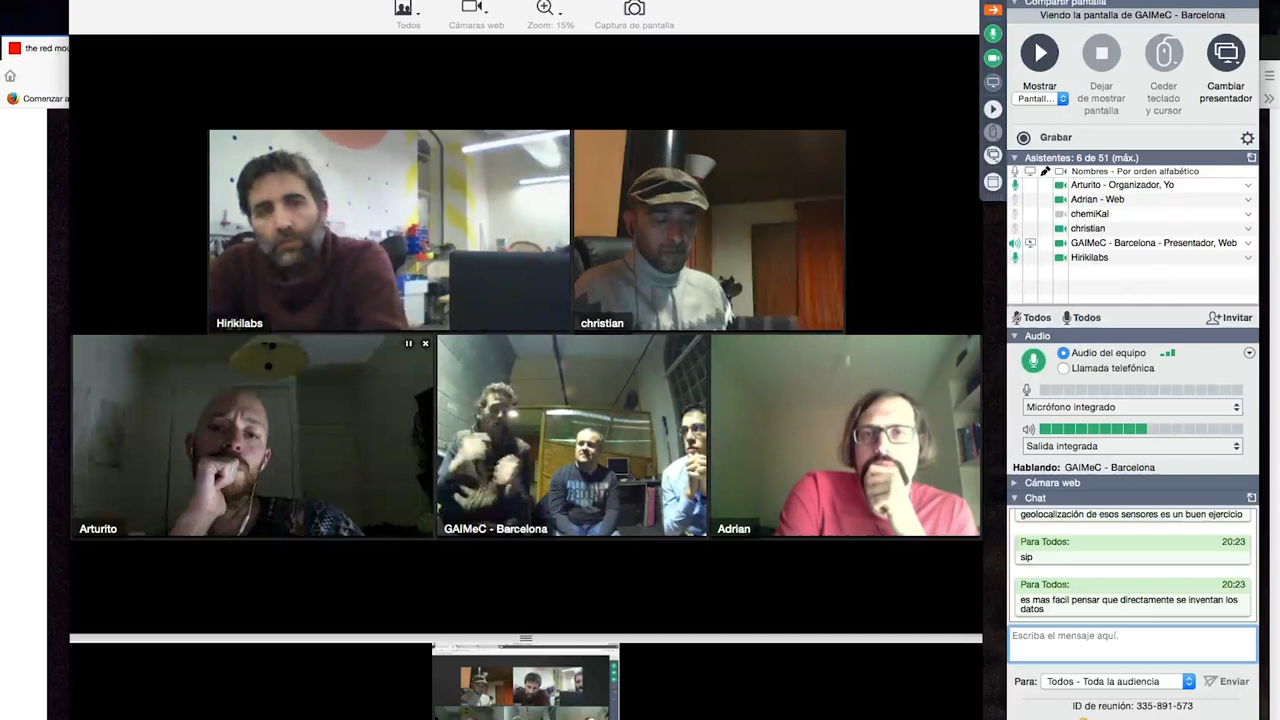 Compartir pantalla
Viendo la pantalla de GAIMeC - Barcelona
the red mou
Comenzar a
Todos
Cámaras web
Zoom: 15%
Captura de pantalla
Mostrar
Pantall...
Dejar de mostrar pantalla
Ceder teclado y cursor
Cambiar presentador
Grabar
Asistentes: 6 de 51 (máx.)
Nombres - Por orden alfabético
Arturito - Organizador, Yo
Adrian - Web
chemiKal
christian
GAIMeC - Barcelona - Presentador, Web
Hirikilabs
Todos
Todos
Invitar
Audio
Audio del equipo
Llamada telefónica
Micrófono integrado
Salida integrada
Hablando: GAIMeC - Barcelona
Cámara web
Chat
geolocalización de esos sensores es un buen ejercicio
Para Todos: 20:23
sip
Para Todos: 20:23
es mas facil pensar que directamente se inventan los
datos
Escriba el mensaje aquí.
Para: Todos - Toda la audiencia
Enviar
ID de reunión: 335-891-573
Hirikilabs
christian
Arturito
GAIMeC - Barcelona
Adrian